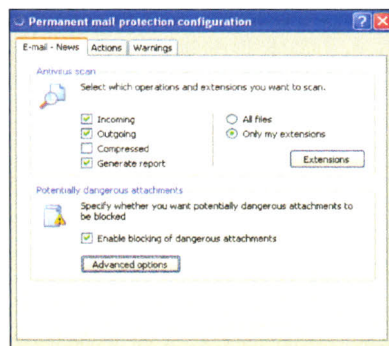 Permanent mail protection configuration
E-mail - News Actions Warnings
Antivirus scan
Select which operations and extensions you want to scan.
Incoming
All files
Outgoing
Only my extensions
Compressed
Generate report
Extensions
Potentially dangerous attachments
Specify whether you want potentially dangerous attachments to
be blocked
Enable blocking of dangerous attachments
Advanced options